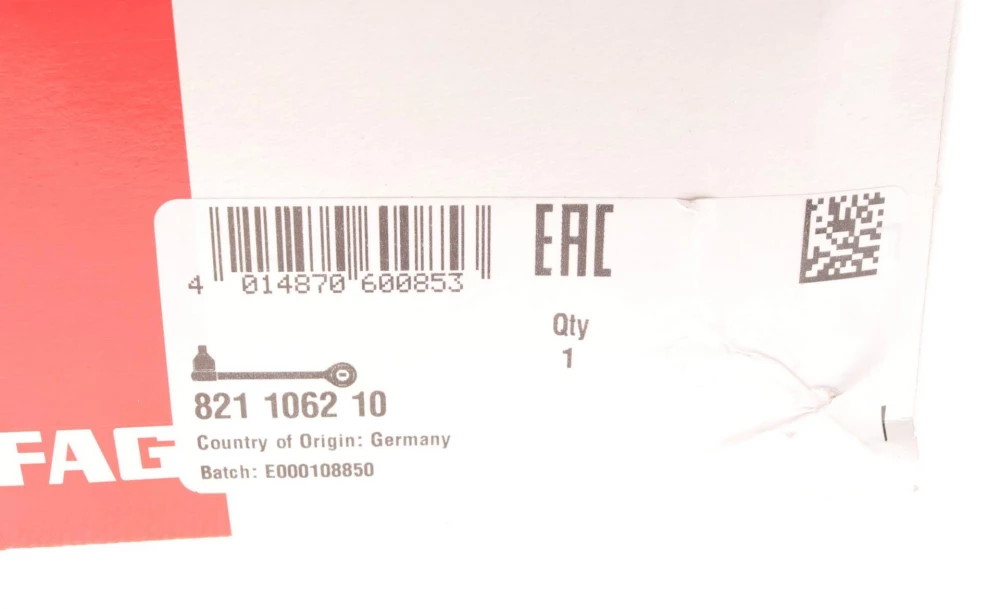 4 014870 600853
EAC
Qty
1
821 1062 10
Country of Origin: Germany
Batch: E000108850
FAG